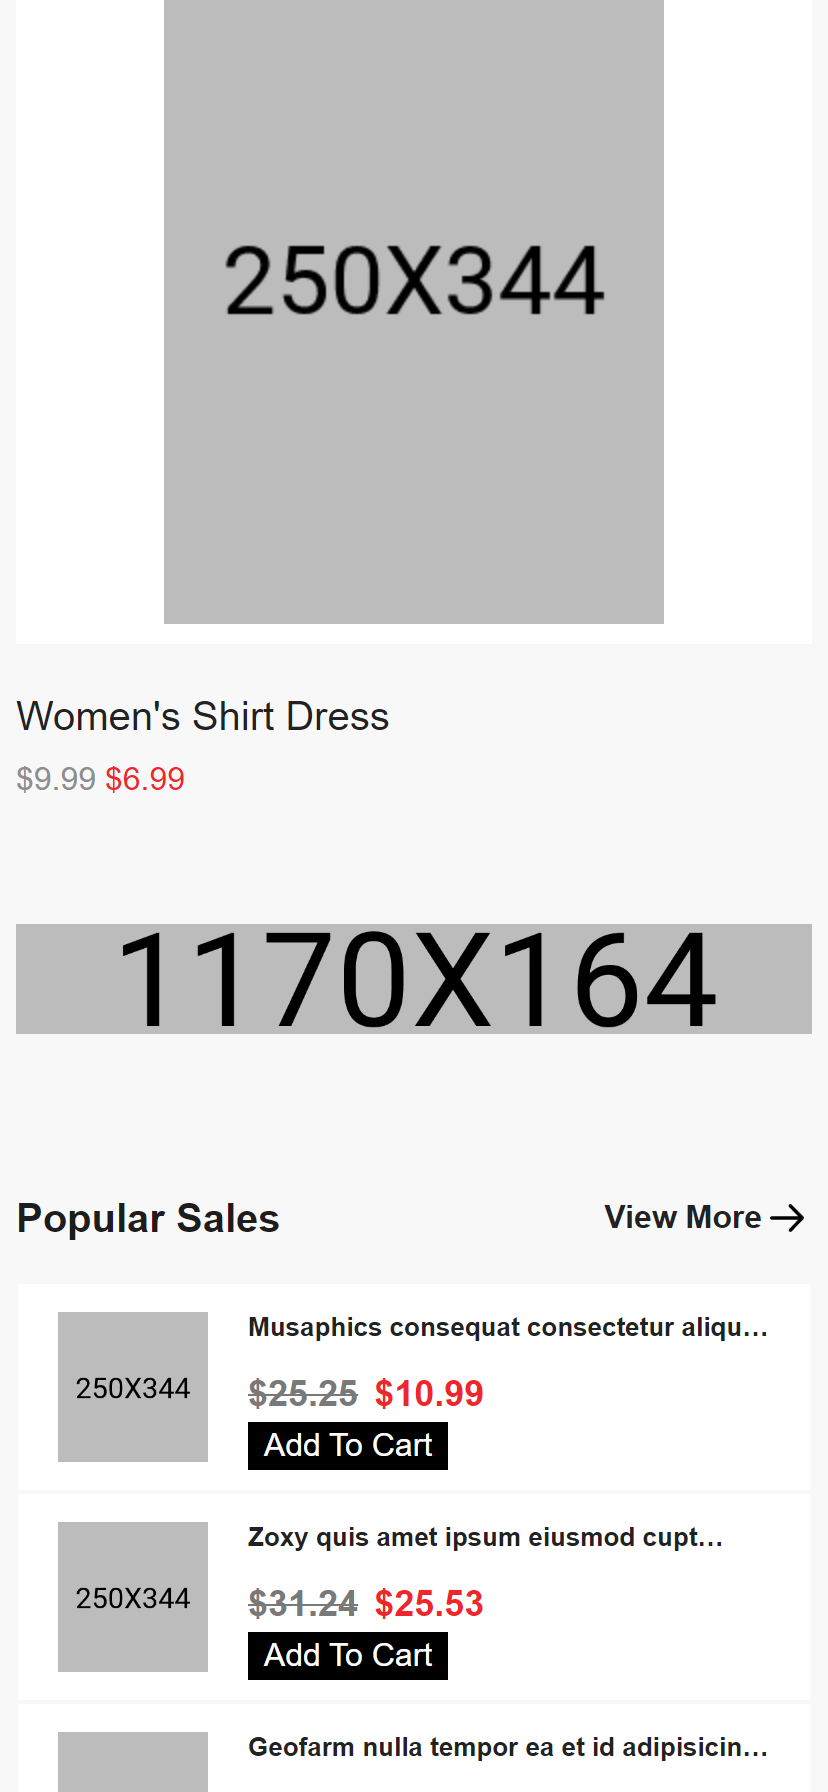 250X344
Women's Shirt Dress
$9.99 $6.99
1170X164
Popular Sales
View More
250X344
Musaphics consequat consectetur aliqu...
$25.25 $10.99
Add To Cart
250X344
Zoxy quis amet ipsum eiusmod cupt...
$31.24 $25.53
Add To Cart
Geofarm nulla tempor ea et id adipisicin...